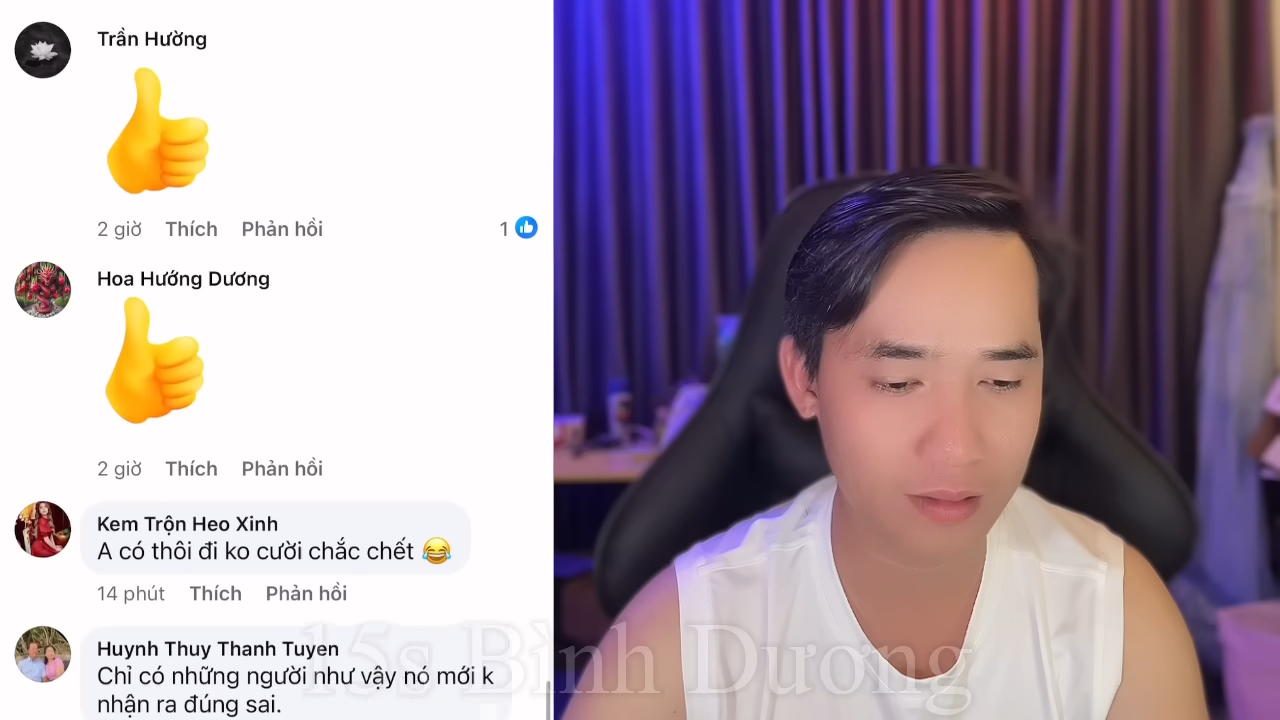 Trần Hường
2 giờ Thích Phản hồi 1
Hoa Hướng Dương
2 giờ Thích Phản hồi
Kem Trộn Heo Xinh
A có thôi đi ko cười chắc chết 😂
14 phút Thích Phản hồi
Huynh Thuy Thanh Tuyen
Chỉ có những người như vậy nó mới k
nhận ra đúng sai.
15s Bình Dương